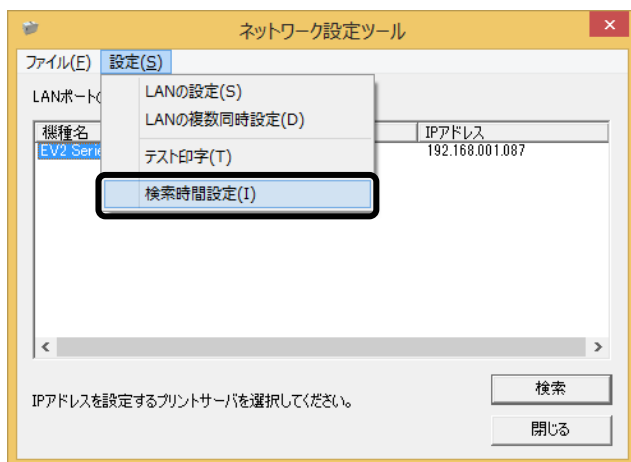 ネットワーク設定ツール
ファイル(F) 設定(S)
LANポート(
LANの設定(S)
LANの複数同時設定(D)
テスト印字(T)
検索時間設定(I)
機種名 IPアドレス
EV2 Serie 192.168.001.087
IPアドレスを設定するプリントサーバを選択してください。
検索
閉じる